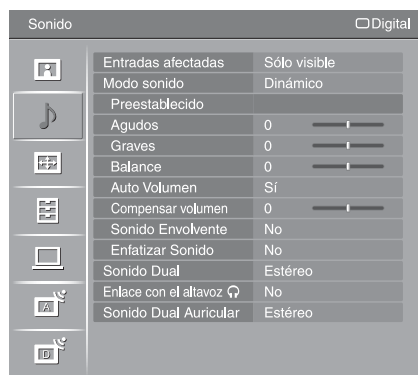 Sonido Digital
Entradas afectadas Sólo visible
Modo sonido Dinámico
Preestablecido
Agudos 0
Graves 0
Balance 0
Auto Volumen Sí
Compensar volumen 0
Sonido Envolvente No
Enfatizar Sonido No
Sonido Dual Estéreo
Enlace con el altavoz No
Sonido Dual Auricular Estéreo
A
D